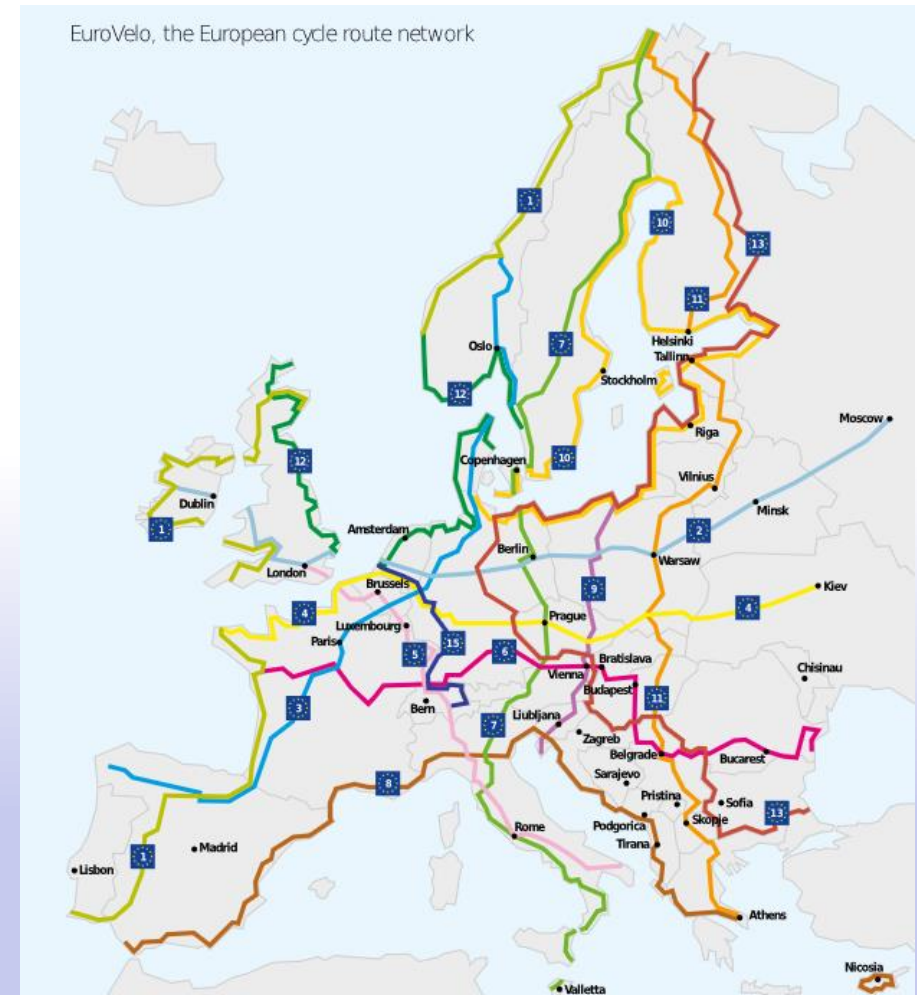 EuroVelo, the European cycle route network
1
10
13
11
Oslo
7
Helsinki
Tallinn
Stockholm
12
Moscow
Riga
12
Copenhagen
10
Vilnius
Dublin
Minsk
1
Amsterdam
2
Berlin
Warsaw
London
Brussels
9
Kiev
4
4
Luxembourg
Prague
Paris
15
5
6
Bratislava
Vienna
Chisinau
Budapest
Bern
3
11
Ljubljana
7
Zagreb
Belgrade
Bucarest
8
Sarajevo
Pristina
Sofia
13
Podgorica
Skopje
Rome
Tirana
1
Madrid
Lisbon
Athens
Nicosia
Valletta